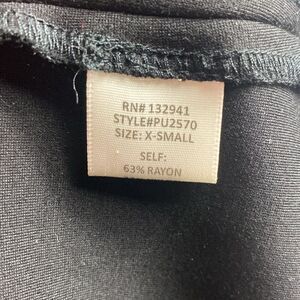 RN# 132941
STYLE#PU2570
SIZE: X-SMALL
SELF:
63% RAYON